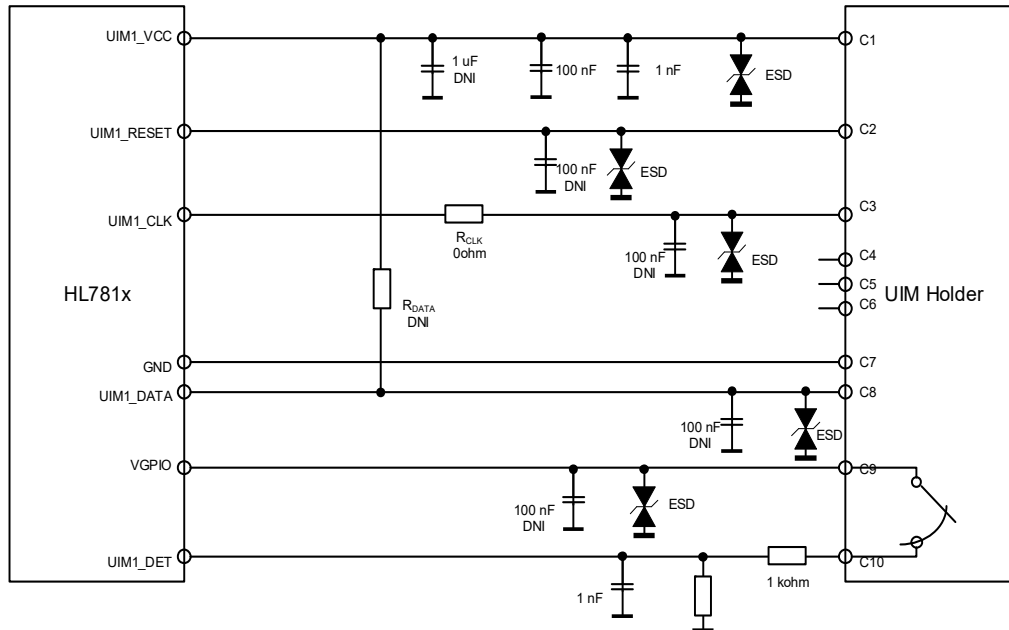 UIM1_VCC
C1
1 uF
DNI
100 nF
1 nF
ESD
UIM1_RESET
C2
100 nF
DNI
ESD
UIM1_CLK
C3
RCLK
0ohm
100 nF
DNI
ESD
C4
C5
C6
HL781x
UIM Holder
RDATA
DNI
GND
C7
UIM1_DATA
C8
100 nF
DNI
ESD
VGPIO
C9
100 nF
DNI
ESD
UIM1_DET
C10
1 kohm
1 nF